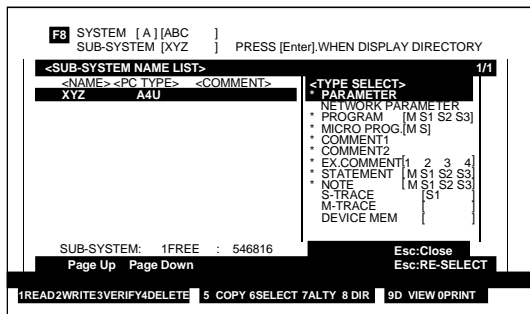 F8 SYSTEM [ A ] [ABC ]
SUB-SYSTEM [XYZ ] PRESS [Enter].WHEN DISPLAY DIRECTORY
<SUB-SYSTEM NAME LIST> 1/1
<NAME> <PC TYPE> <COMMENT>
XYZ A4U
<TYPE SELECT>
* PARAMETER
NETWORK PARAMETER
* PROGRAM [M S1 S2 S3]
* MICRO PROG.[M S]
* COMMENT1
* COMMENT2
* EX.COMMENT[1 2 3 4]
* STATEMENT [M S1 S2 S3]
* NOTE [M S1 S2 S3]
S-TRACE [S1 ]
M-TRACE [ ]
DEVICE MEM [ ]
SUB-SYSTEM: 1FREE : 546816
Esc:Close
Page Up Page Down Esc:RE-SELECT
1READ2WRITE3VERIFY4DELETE 5 COPY 6SELECT 7ALTY 8 DIR 9D VIEW 0PRINT